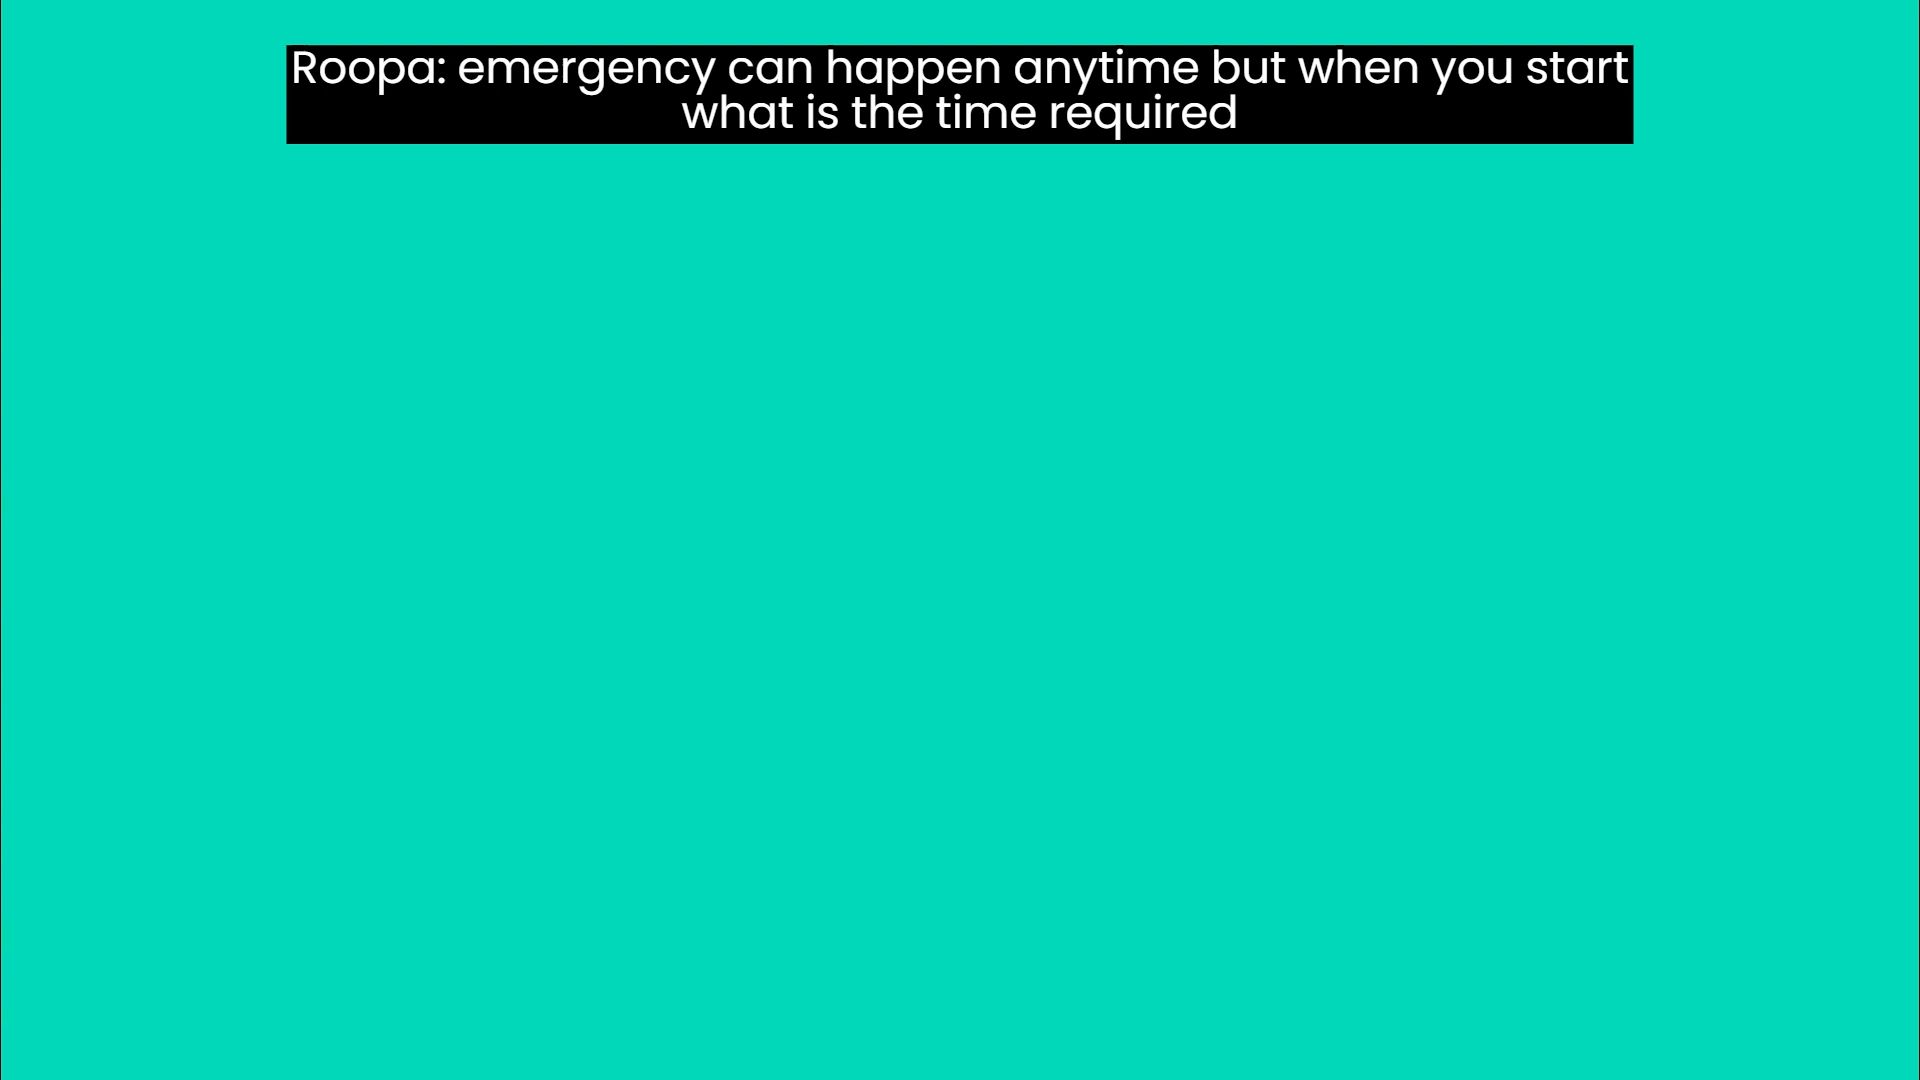 Roopa: emergency can happen anytime but when you start
what is the time required